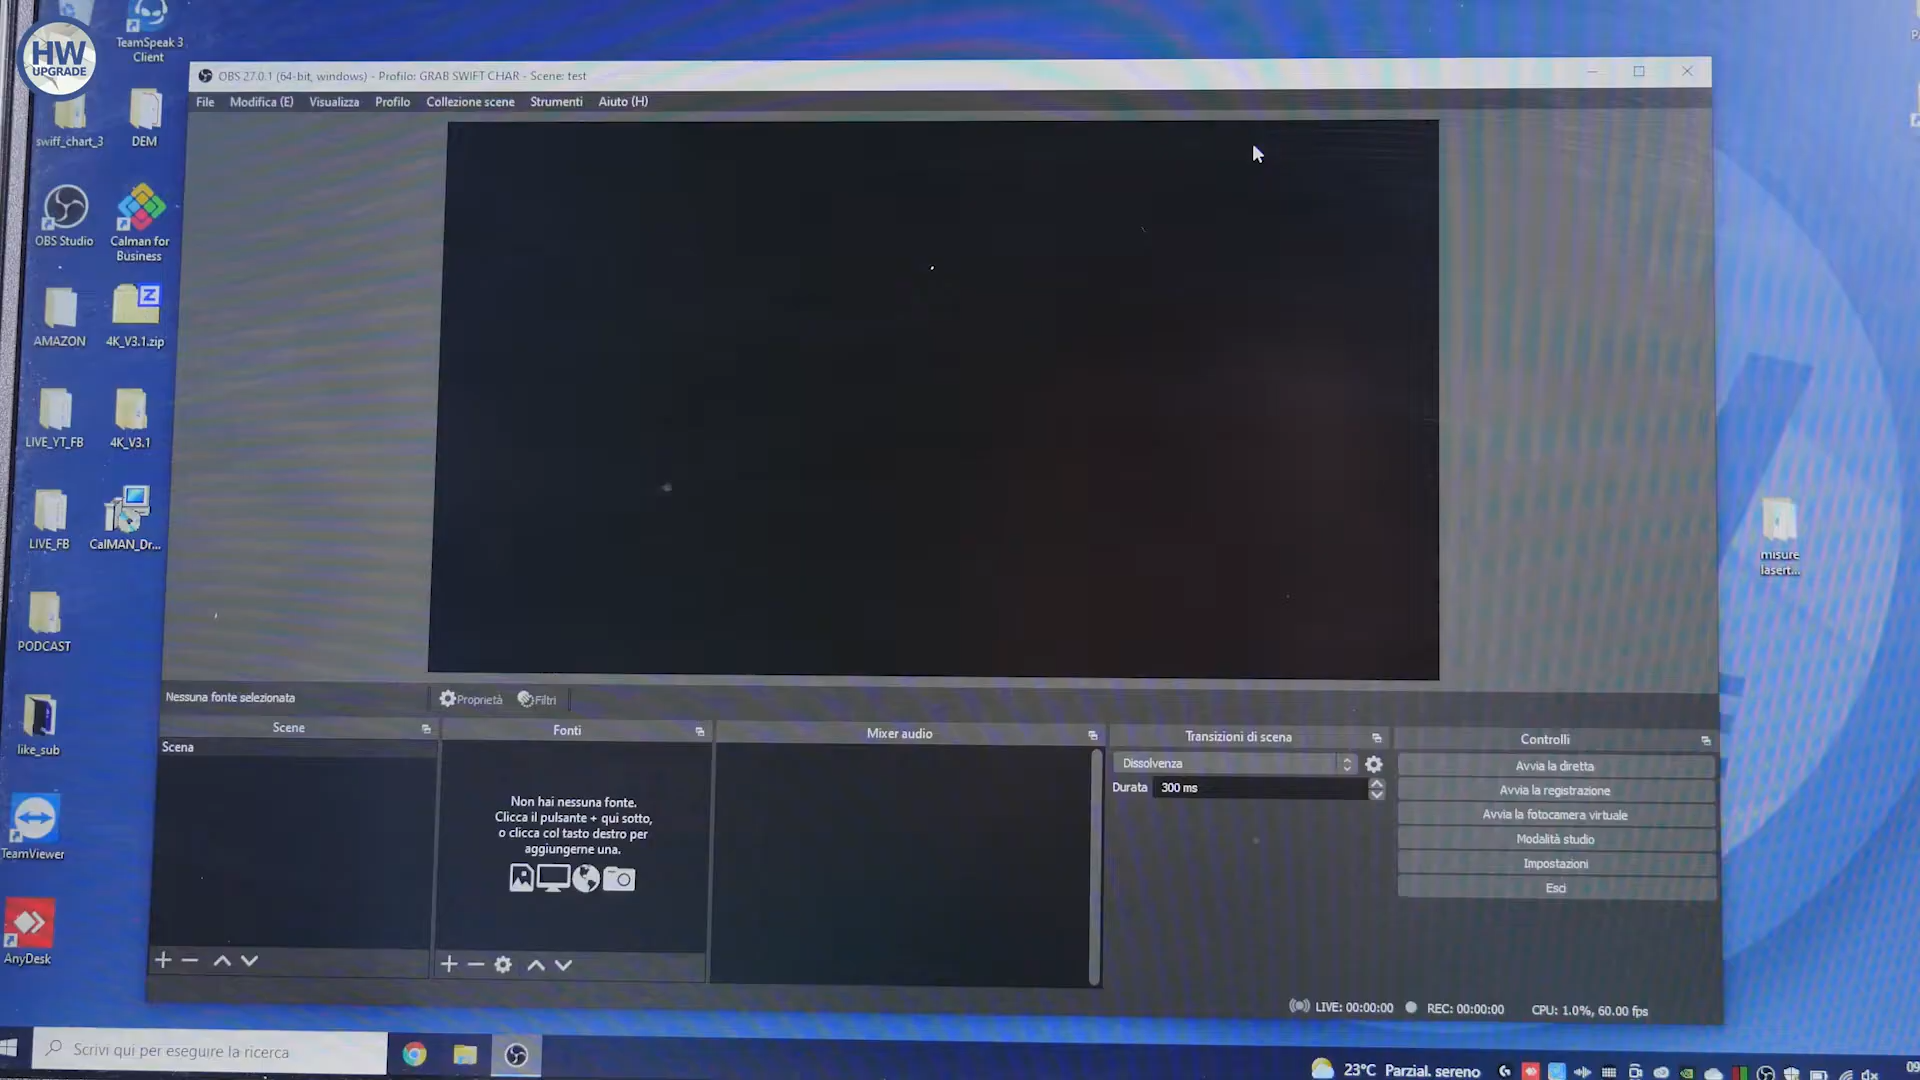 HW
UPGRADE
TeamSpeak 3
Client
swiff_chart_3
DEM
OBS Studio
Calman for
Business
AMAZON
4K_V3.1.zip
LIVE_YT_FB
4K_V3.1
LIVE_FB
CalMAN_Dr...
PODCAST
like_sub
TeamViewer
AnyDesk
OBS 27.0.1 (64-bit, windows) - Profilo: GRAB SWIFT CHAR - Scene: test
File Modifica (E) Visualizza Profilo Collezione scene Strumenti Aiuto (H)
misure
lasert...
Nessuna fonte selezionata
Proprietà Filtri
Scene
Scena
Fonti
Non hai nessuna fonte.
Clicca il pulsante + qui sotto,
o clicca col tasto destro per
aggiungerne una.
Mixer audio
Transizioni di scena
Dissolvenza
Durata 300 ms
Controlli
Avvia la diretta
Avvia la registrazione
Avvia la fotocamera virtuale
Modalità studio
Impostazioni
Esci
LIVE: 00:00:00 REC: 00:00:00 CPU: 1.0%, 60.00 fps
Scrivi qui per eseguire la ricerca
23°C Parzial. sereno